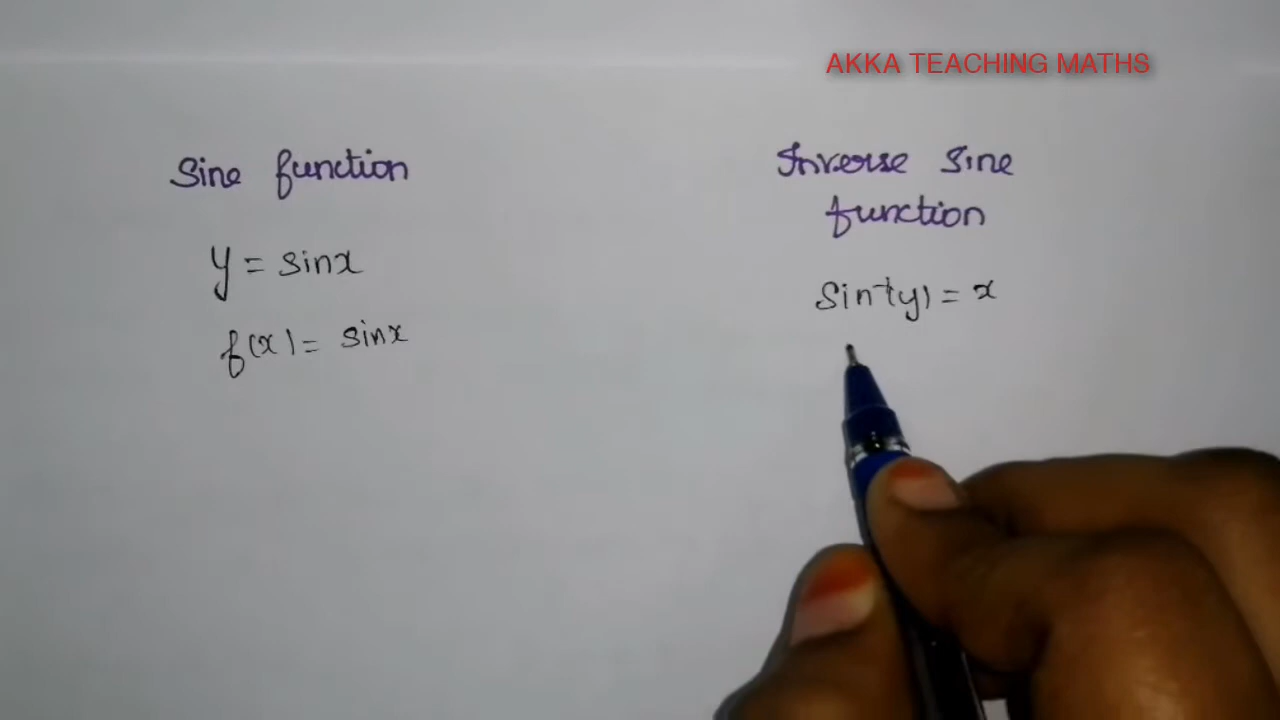 AKKA TEACHING MATHS
Sine function
y = sinx
f(x) = sinx
Inverse Sine
function
Sin⁻¹(y) = x